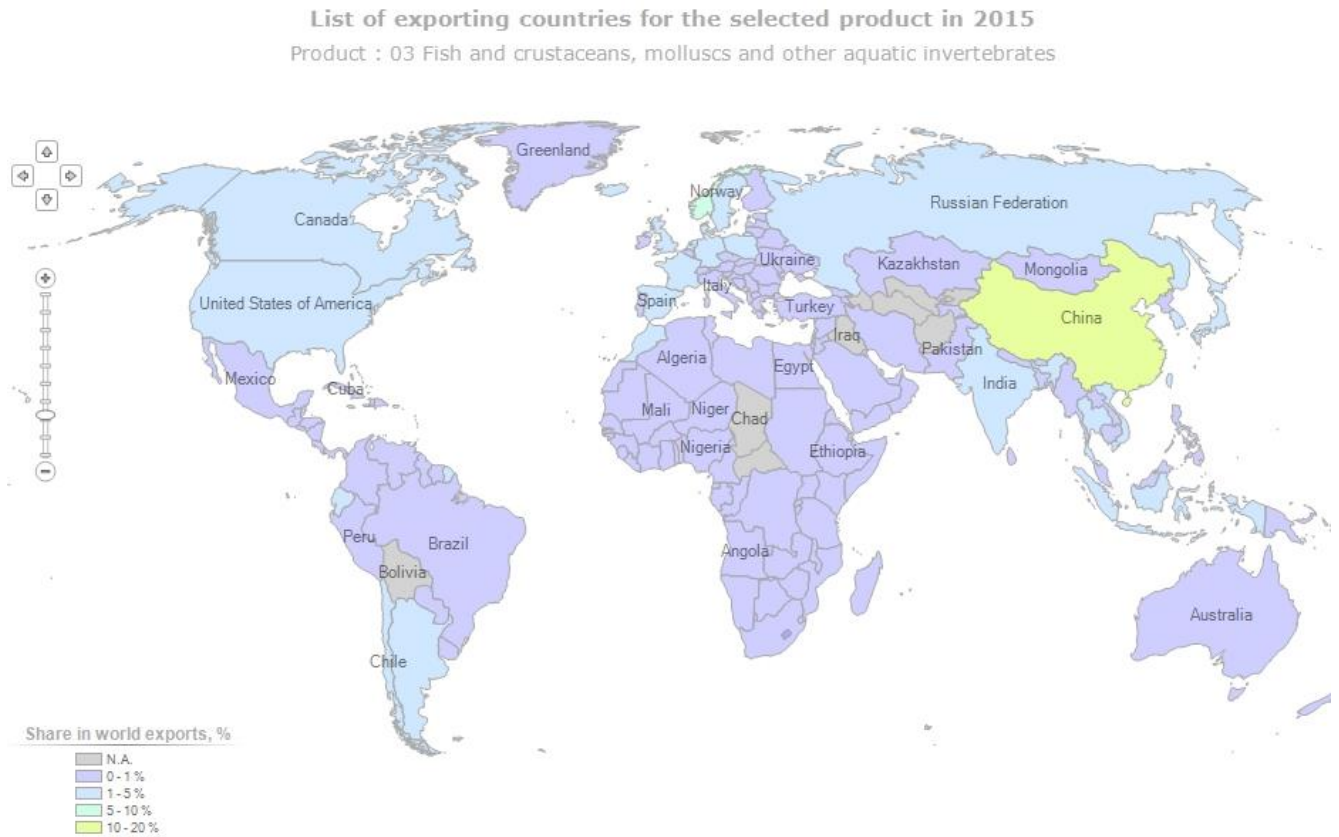 List of exporting countries for the selected product in 2015
Product : 03 Fish and crustaceans, molluscs and other aquatic invertebrates
Greenland
Norway
Canada
Russian Federation
Ukraine
Kazakhstan
Mongolia
United States of America
Spain
Italy
Turkey
China
Iraq
Pakistan
Algeria
Egypt
India
Mexico
Cuba
Mali
Niger
Chad
Nigeria
Ethiopia
Peru
Brazil
Angola
Bolivia
Australia
Chile
Share in world exports, %
N.A.
0 - 1 %
1 - 5 %
5 - 10 %
10 - 20 %